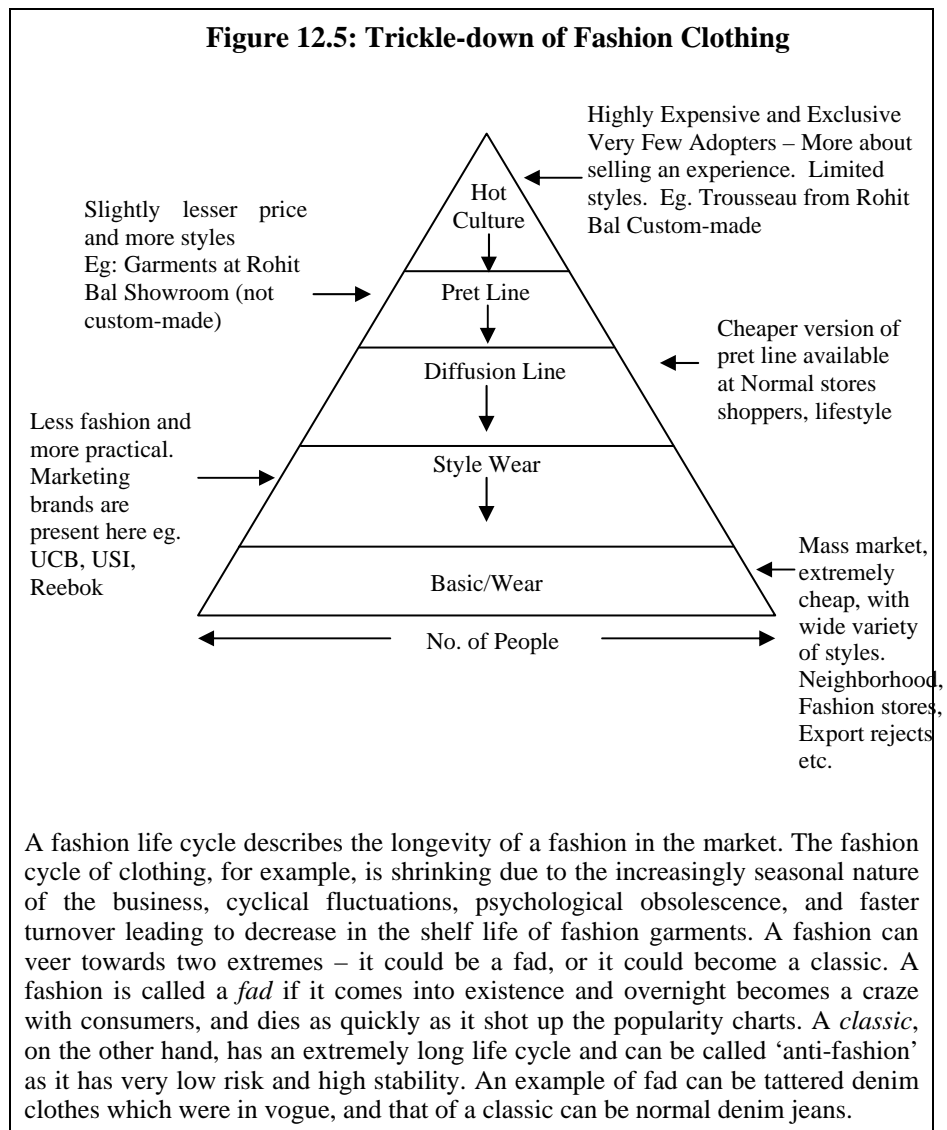 Figure 12.5: Trickle-down of Fashion Clothing
Highly Expensive and Exclusive
Very Few Adopters – More about
selling an experience. Limited
styles. Eg. Trousseau from Rohit
Bal Custom-made
Hot
Culture
Slightly lesser price
and more styles
Eg: Garments at Rohit
Bal Showroom (not
custom-made)
Pret Line
Cheaper version of
pret line available
at Normal stores
shoppers, lifestyle
Diffusion Line
Less fashion and
more practical.
Marketing
brands are
present here eg.
UCB, USI,
Reebok
Style Wear
Basic/Wear
Mass market,
extremely
cheap, with
wide variety
of styles.
Neighborhood,
Fashion stores,
Export rejects
etc.
No. of People
A fashion life cycle describes the longevity of a fashion in the market. The fashion
cycle of clothing, for example, is shrinking due to the increasingly seasonal nature
of the business, cyclical fluctuations, psychological obsolescence, and faster
turnover leading to decrease in the shelf life of fashion garments. A fashion can
veer towards two extremes – it could be a fad, or it could become a classic. A
fashion is called a fad if it comes into existence and overnight becomes a craze
with consumers, and dies as quickly as it shot up the popularity charts. A classic,
on the other hand, has an extremely long life cycle and can be called ‘anti-fashion’
as it has very low risk and high stability. An example of fad can be tattered denim
clothes which were in vogue, and that of a classic can be normal denim jeans.